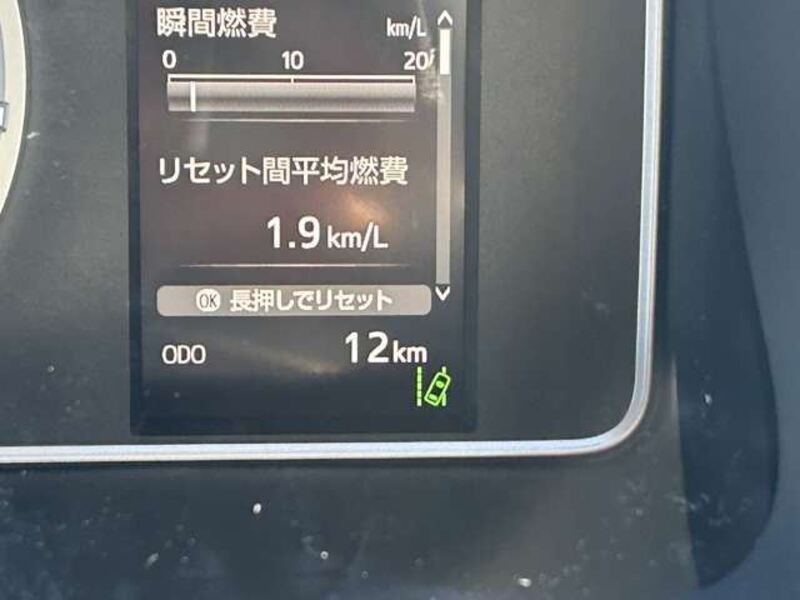 瞬間燃費 km/L
0 10 20
リセット間平均燃費
1.9 km/L
OK 長押しでリセット
ODO 12 km